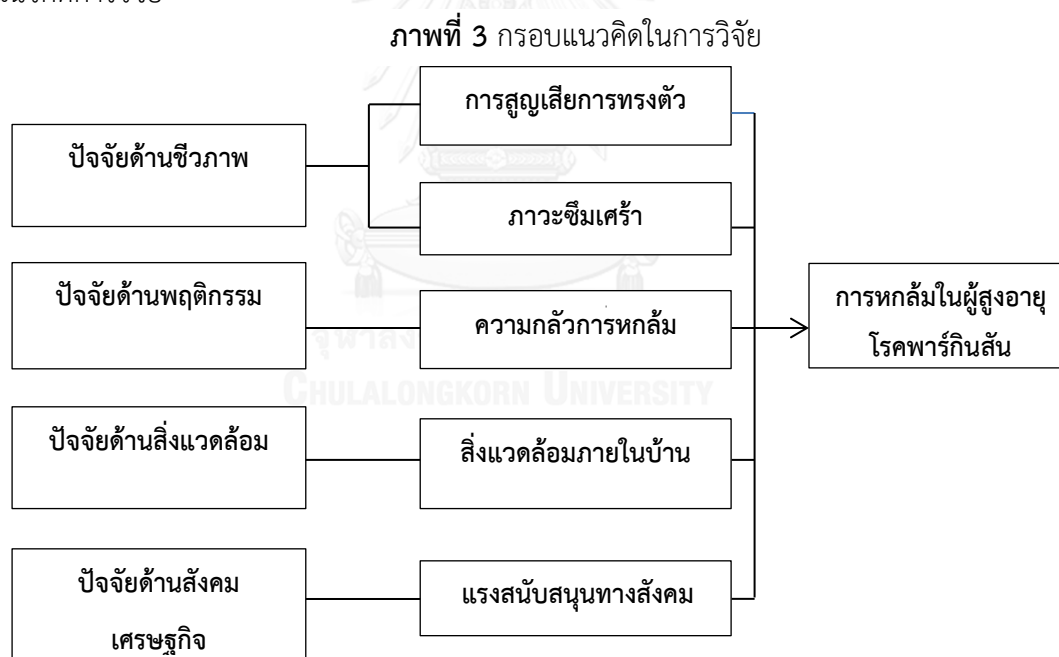 ภาพที่ 3 กรอบแนวคิดในการวิจัย
การสูญเสียการทรงตัว
ปัจจัยด้านชีวภาพ
ภาวะซึมเศร้า
ปัจจัยด้านพฤติกรรม
ความกลัวการหกล้ม
การหกล้มในผู้สูงอายุ
โรคพาร์กินสัน
CHULALONGKORN UNIVERSITY
ปัจจัยด้านสิ่งแวดล้อม
สิ่งแวดล้อมภายในบ้าน
ปัจจัยด้านสังคม
เศรษฐกิจ
แรงสนับสนุนทางสังคม